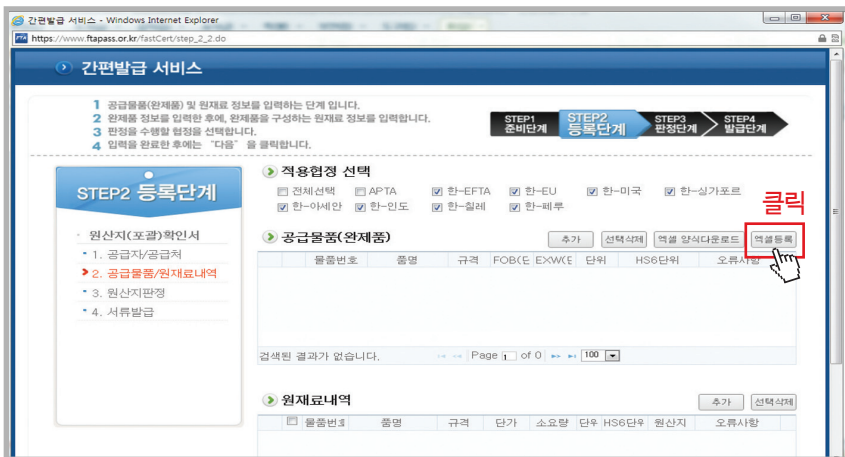 간편발급 서비스 - Windows Internet Explorer
https://www.ftapass.or.kr/fastCert/step_2_2.do
간편발급 서비스
1 공급물품(완제품) 및 원재료 정보를 입력하는 단계 입니다.
2 완제품 정보를 입력한 후에, 완제품을 구성하는 원재료 정보를 입력합니다.
3 판정을 수행할 협정을 선택합니다.
4 입력을 완료한 후에는 "다음" 을 클릭합니다.
STEP1 준비단계 STEP2 등록단계 STEP3 판정단계 STEP4 발급단계
STEP2 등록단계
원산지(포괄)확인서
1. 공급자/공급처
2. 공급물품/원재료내역
3. 원산지판정
4. 서류발급
적용협정 선택
전체선택 APTA 한-EFTA 한-EU 한-미국 한-싱가포르
한-아세안 한-인도 한-칠레 한-페루
클릭
공급물품(완제품) 추가 선택삭제 엑셀 양식다운로드 엑셀등록
물품번호 품명 규격 FOB(E EXW(E 단위 HS6단위 오류사항
검색된 결과가 없습니다. Page 1 of 0 100
원재료내역 추가 선택삭제
물품번호 품명 규격 단가 소요량 단위 HS6단위 원산지 오류사항